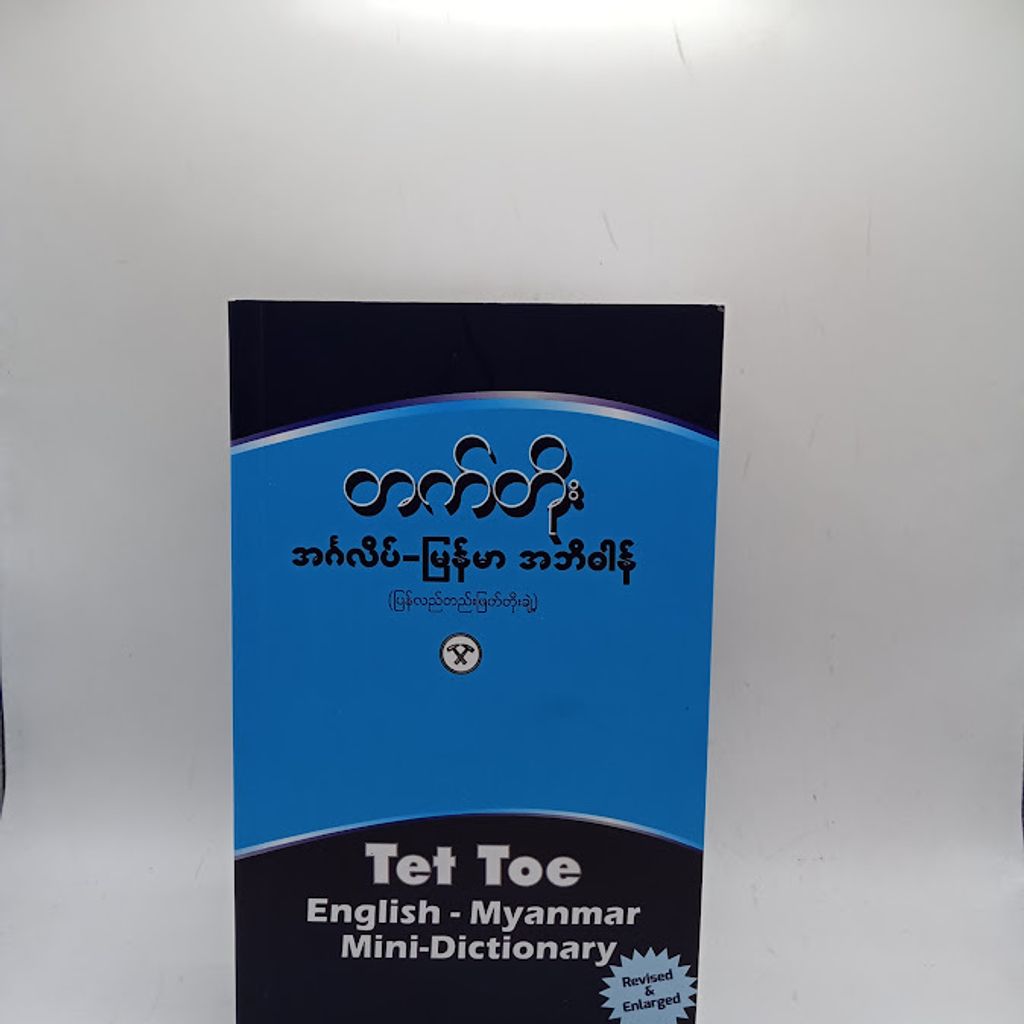 တက်တိုး
အင်္ဂလိပ်-မြန်မာ အဘိဓါန်
(ပြန်လည်တည်းဖြတ်တိုးချဲ့)
Tet Toe
English - Myanmar
Mini-Dictionary
Revised
&
Enlarged